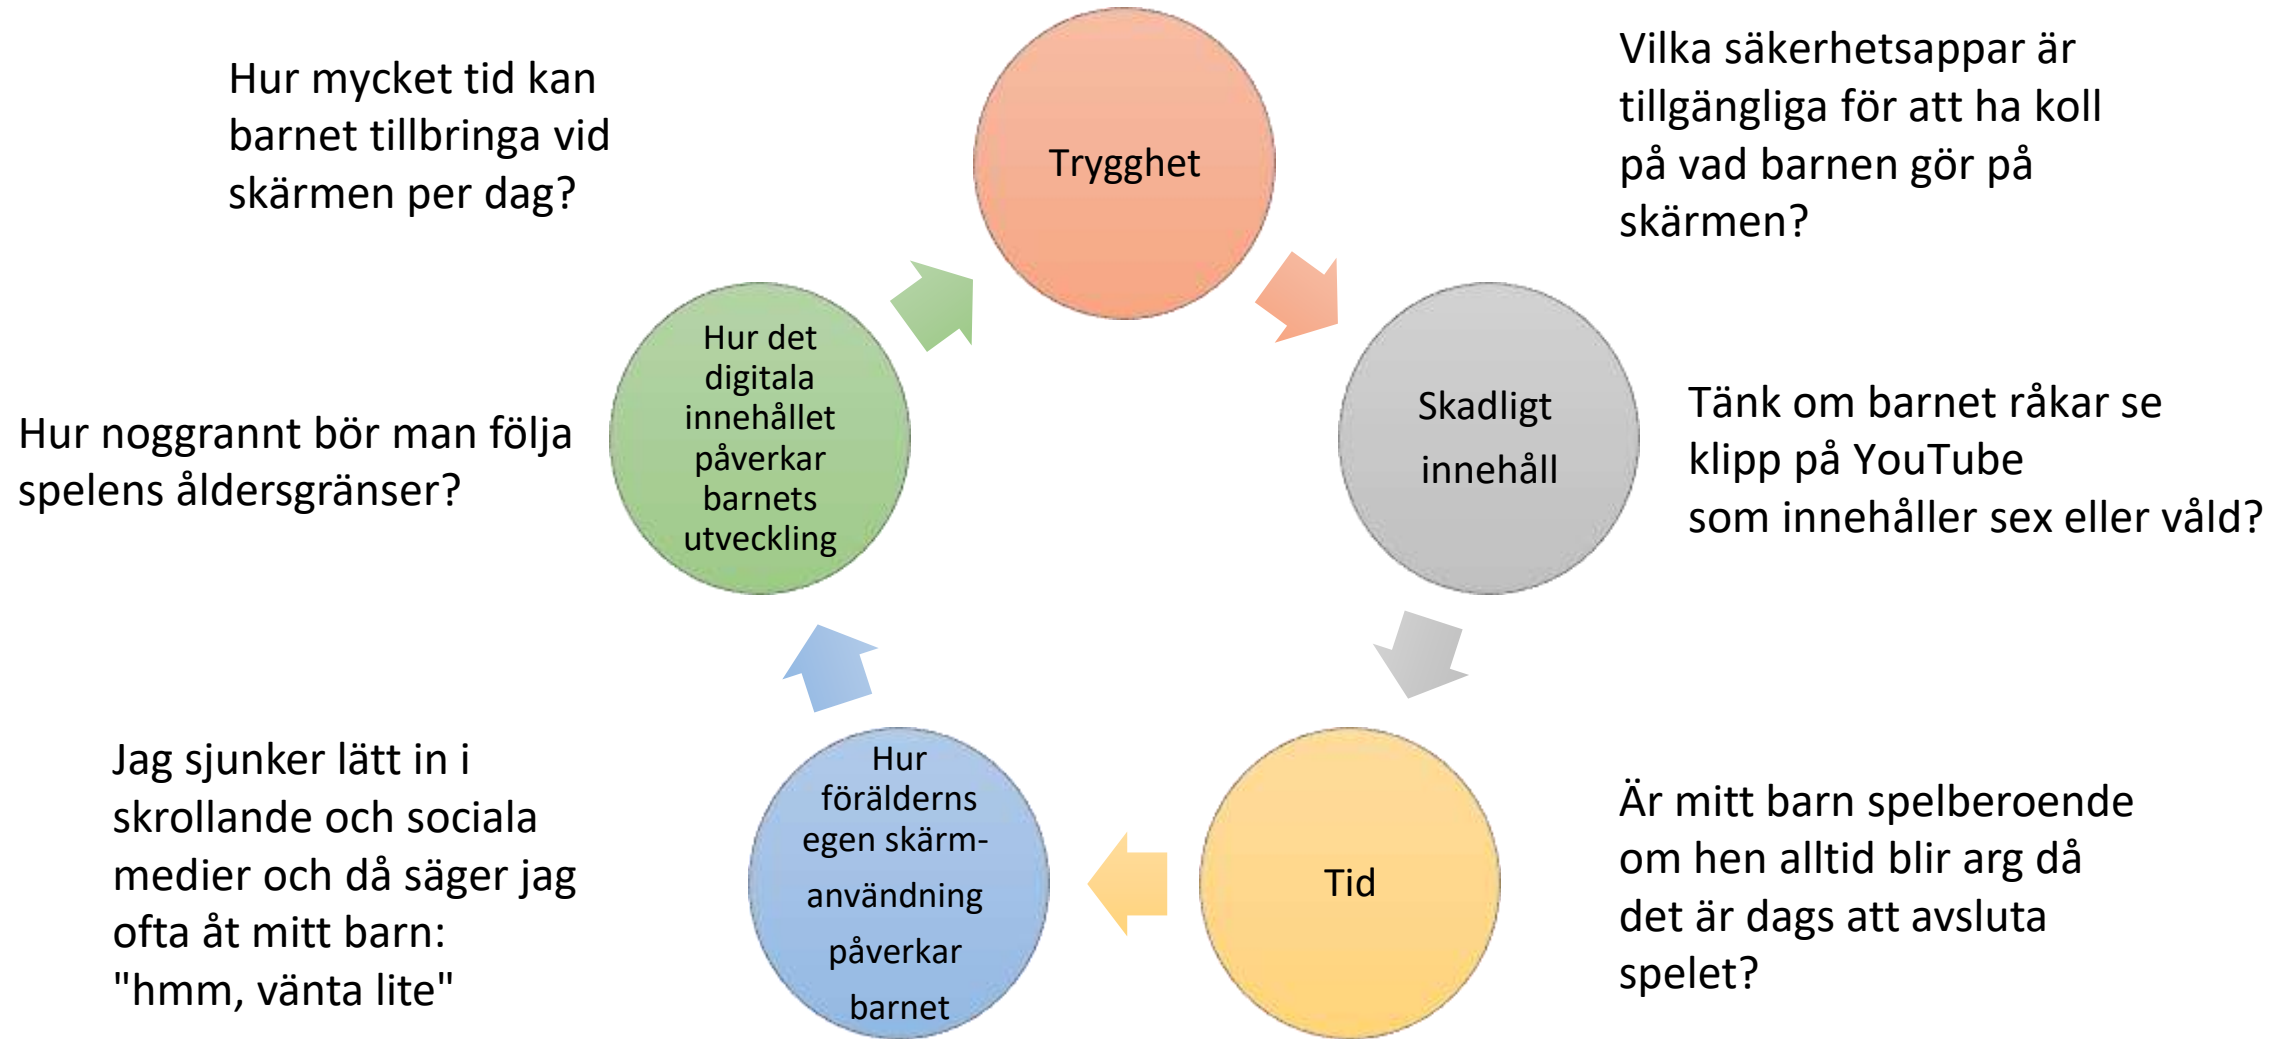 Hur mycket tid kan
barnet tillbringa vid
skärmen per dag?
Trygghet
Vilka säkerhetsappar är
tillgängliga för att ha koll
på vad barnen gör på
skärmen?
Hur det
digitala
innehållet
påverkar
barnets
utveckling
Skadligt
innehåll
Hur noggrannt bör man följa
spelens åldersgränser?
Tänk om barnet råkar se
klipp på YouTube
som innehåller sex eller våld?
Jag sjunker lätt in i
skrollande och sociala
medier och då säger jag
ofta åt mitt barn:
"hmm, vänta lite"
Hur
förälderns
egen skärm-
användning
påverkar
barnet
Tid
Är mitt barn spelberoende
om hen alltid blir arg då
det är dags att avsluta
spelet?